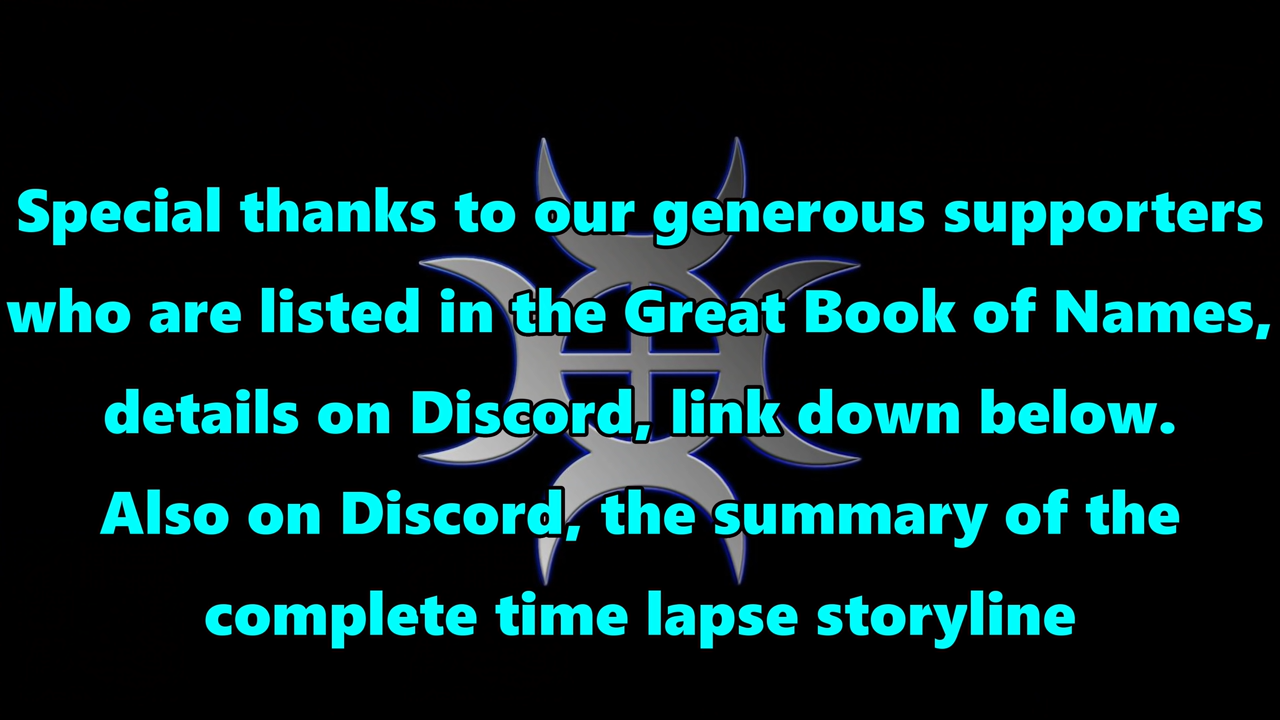 Special thanks to our generous supporters
who are listed in the Great Book of Names,
details on Discord, link down below.
Also on Discord, the summary of the
complete time lapse storyline